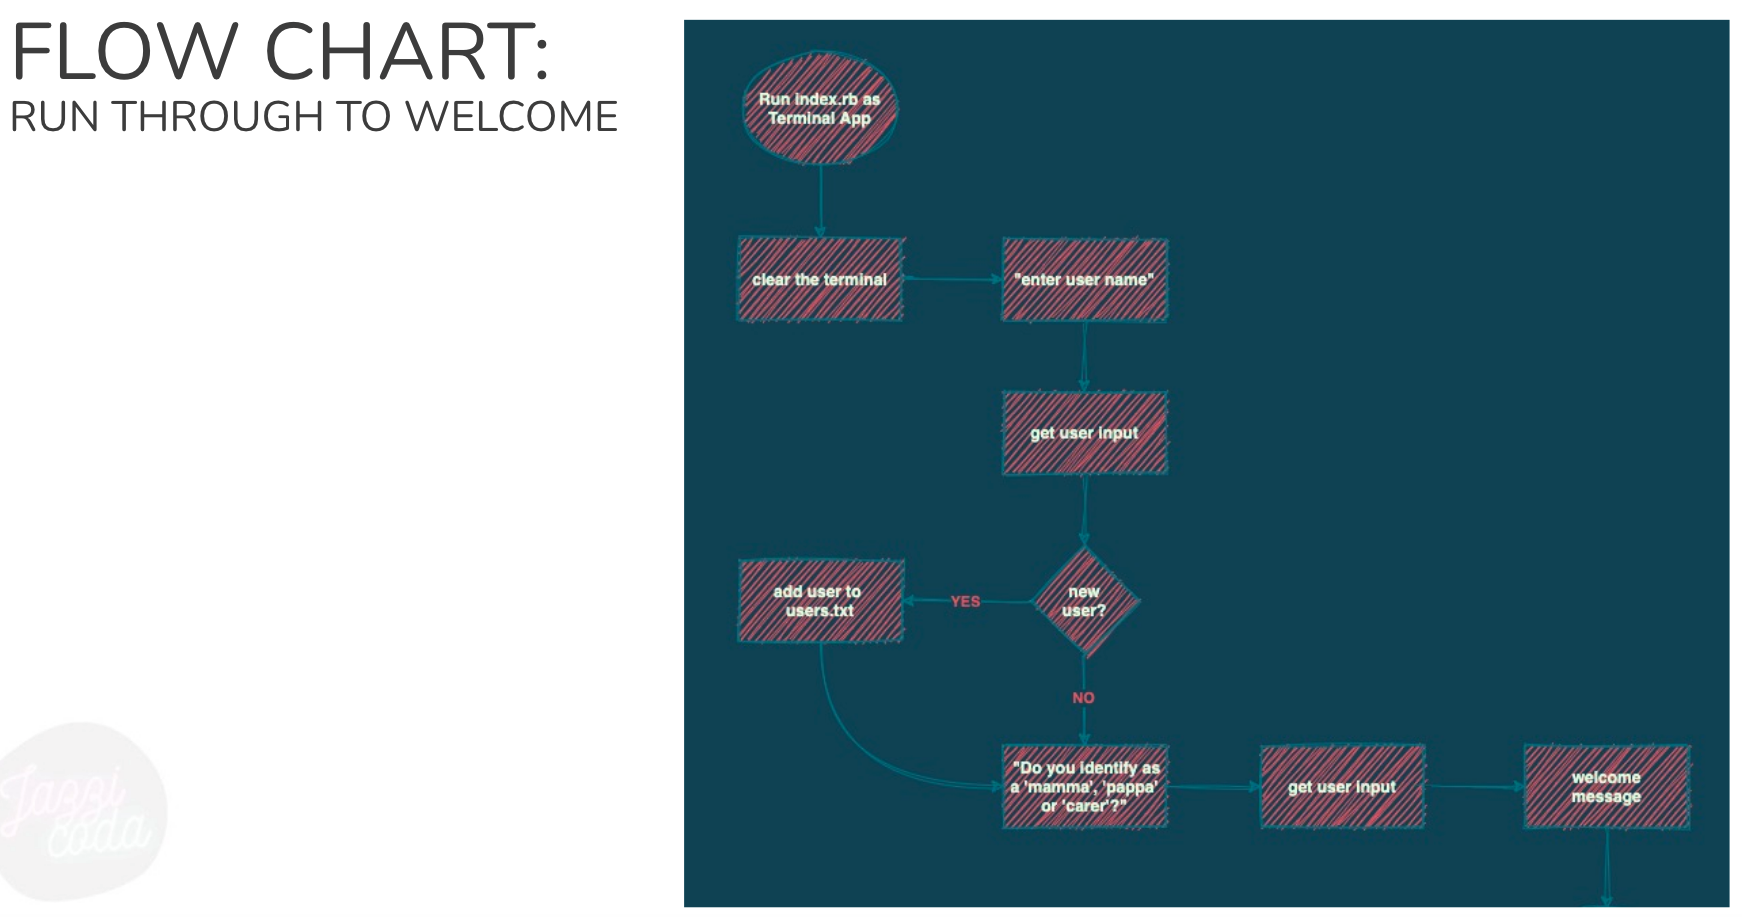 FLOW CHART:
RUN THROUGH TO WELCOME
Run index.rb as
Terminal App
clear the terminal
"enter user name"
get user input
new
user?
YES
add user to
users.txt
NO
"Do you identify as
a 'mamma', 'pappa'
or 'carer'?"
get user input
welcome
message
Jazzi
coda